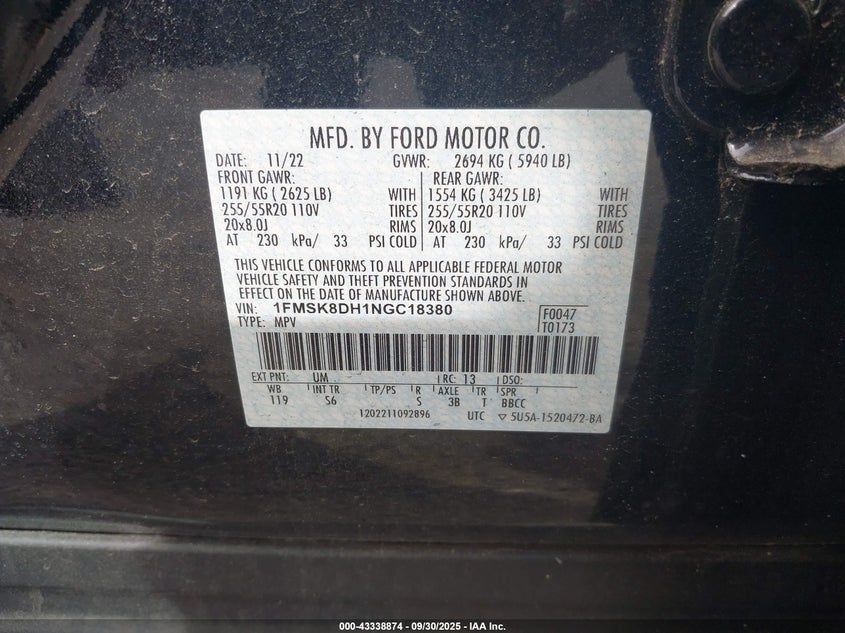 MFD. BY FORD MOTOR CO.
DATE: 11/22 GVWR: 2694 KG ( 5940 LB)
FRONT GAWR: REAR GAWR:
1191 KG ( 2625 LB) WITH 1554 KG ( 3425 LB) WITH
255/55R20 110V TIRES 255/55R20 110V TIRES
20x8.0J RIMS 20x8.0J RIMS
AT 230 kPa/ 33 PSI COLD AT 230 kPa/ 33 PSI COLD
THIS VEHICLE CONFORMS TO ALL APPLICABLE FEDERAL MOTOR
VEHICLE SAFETY AND THEFT PREVENTION STANDARDS IN
EFFECT ON THE DATE OF MANUFACTURE SHOWN ABOVE.
VIN: 1FMSK8DH1NGC18380 F0047
TYPE: MPV T0173
EXT PNT: UM RC: 13 DSO:
WB INT TR TP/PS R AXLE TR SPR
119 S6 S 3B T BBCC
1202211092896 UTC ▽ 5U5A-1520472-BA
000-43338874 - 09/30/2025 - IAA Inc.